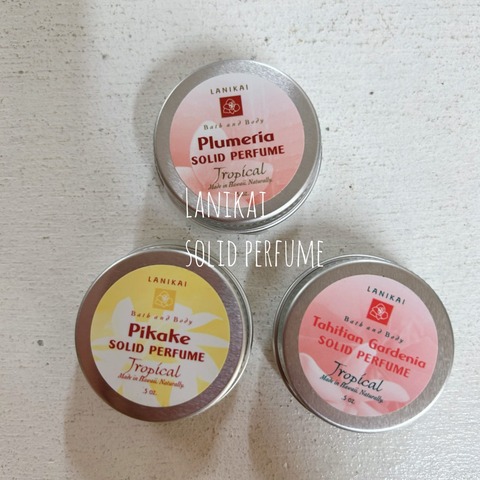 LANIKAI
Bath and Body
Plumeria
SOLID PERFUME
Tropical
Made in Hawaii. Naturally.
LANIKAI
SOLID PERFUME
LANIKAI
Bath and Body
Pikake
SOLID PERFUME
Tropical
Made in Hawaii. Naturally.
.5 oz.
LANIKAI
Bath and Body
Tahitian Gardenia
SOLID PERFUME
Tropical
Made in Hawaii. Naturally.
.5 oz.